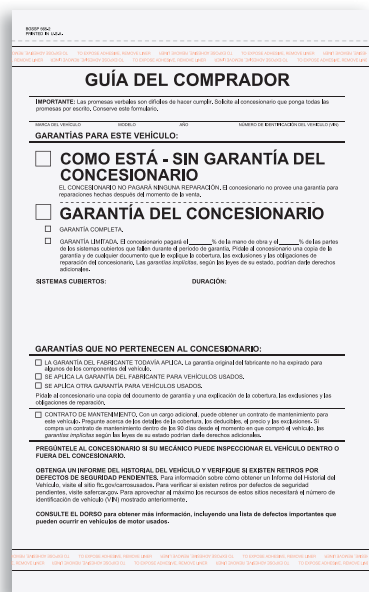 PRINTED IN U.S.A.
GUÍA DEL COMPRADOR
IMPORTANTE: Las promesas verbales son difíciles de hacer cumplir. Solicite al concesionario que ponga todas las
promesas por escrito. Conserve este formulario.
MARCA DEL VEHÍCULO MODELO AÑO NÚMERO DE IDENTIFICACIÓN DEL VEHÍCULO (VIN)
GARANTÍAS PARA ESTE VEHÍCULO:
COMO ESTÁ - SIN GARANTÍA DEL
CONCESIONARIO
EL CONCESIONARIO NO PAGARÁ NINGUNA REPARACIÓN. El concesionario no provee una garantía para
reparaciones hechas después del momento de la venta.
GARANTÍA DEL CONCESIONARIO
GARANTÍA COMPLETA.
GARANTÍA LIMITADA. El concesionario pagará el ______% de la mano de obra y el ______% de las partes
de los sistemas cubiertos que fallen durante el período de garantía. Pídale al concesionario una copia de la
garantía y de cualquier documento que le explique la cobertura, las exclusiones y las obligaciones de
reparación del concesionario. Las garantías implícitas, según las leyes de su estado, podrían darle derechos
adicionales.
SISTEMAS CUBIERTOS: DURACIÓN:
GARANTÍAS QUE NO PERTENECEN AL CONCESIONARIO:
LA GARANTÍA DEL FABRICANTE TODAVÍA APLICA. La garantía original del fabricante no ha expirado para
algunos de los componentes del vehículo.
SE APLICA LA GARANTÍA DEL FABRICANTE PARA VEHÍCULOS USADOS.
SE APLICA OTRA GARANTÍA PARA VEHÍCULOS USADOS.
Pídale al concesionario una copia del documento de garantía y una explicación de la cobertura, las exclusiones y las
obligaciones de reparación.
CONTRATO DE MANTENIMIENTO. Con un cargo adicional, puede obtener un contrato de mantenimiento para
este vehículo. Pregunte acerca de los detalles de la cobertura, los deducibles, el precio y las exclusiones. Si
compra un contrato de mantenimiento dentro de los 90 días desde el momento en que compró el vehículo, las
garantías implícitas según las leyes de su estado podrían darle derechos adicionales.
PREGÚNTELE AL CONCESIONARIO SI SU MECÁNICO PUEDE INSPECCIONAR EL VEHÍCULO DENTRO O
FUERA DEL CONCESIONARIO.
OBTENGA UN INFORME DEL HISTORIAL DEL VEHÍCULO Y VERIFIQUE SI EXISTEN RETIROS POR
DEFECTOS DE SEGURIDAD PENDIENTES. Para información sobre cómo obtener un Informe del Historial del
Vehículo, visite el sitio ftc.gov/carrosusados. Para verificar si existen retiros por defectos de seguridad
pendientes, visite safercar.gov. Para aprovechar al máximo los recursos de estos sitios necesitará el número de
identificación de vehículo (VIN) mostrado anteriormente.
CONSULTE EL DORSO para obtener más información, incluyendo una lista de defectos importantes que
pueden ocurrir en vehículos de motor usados.